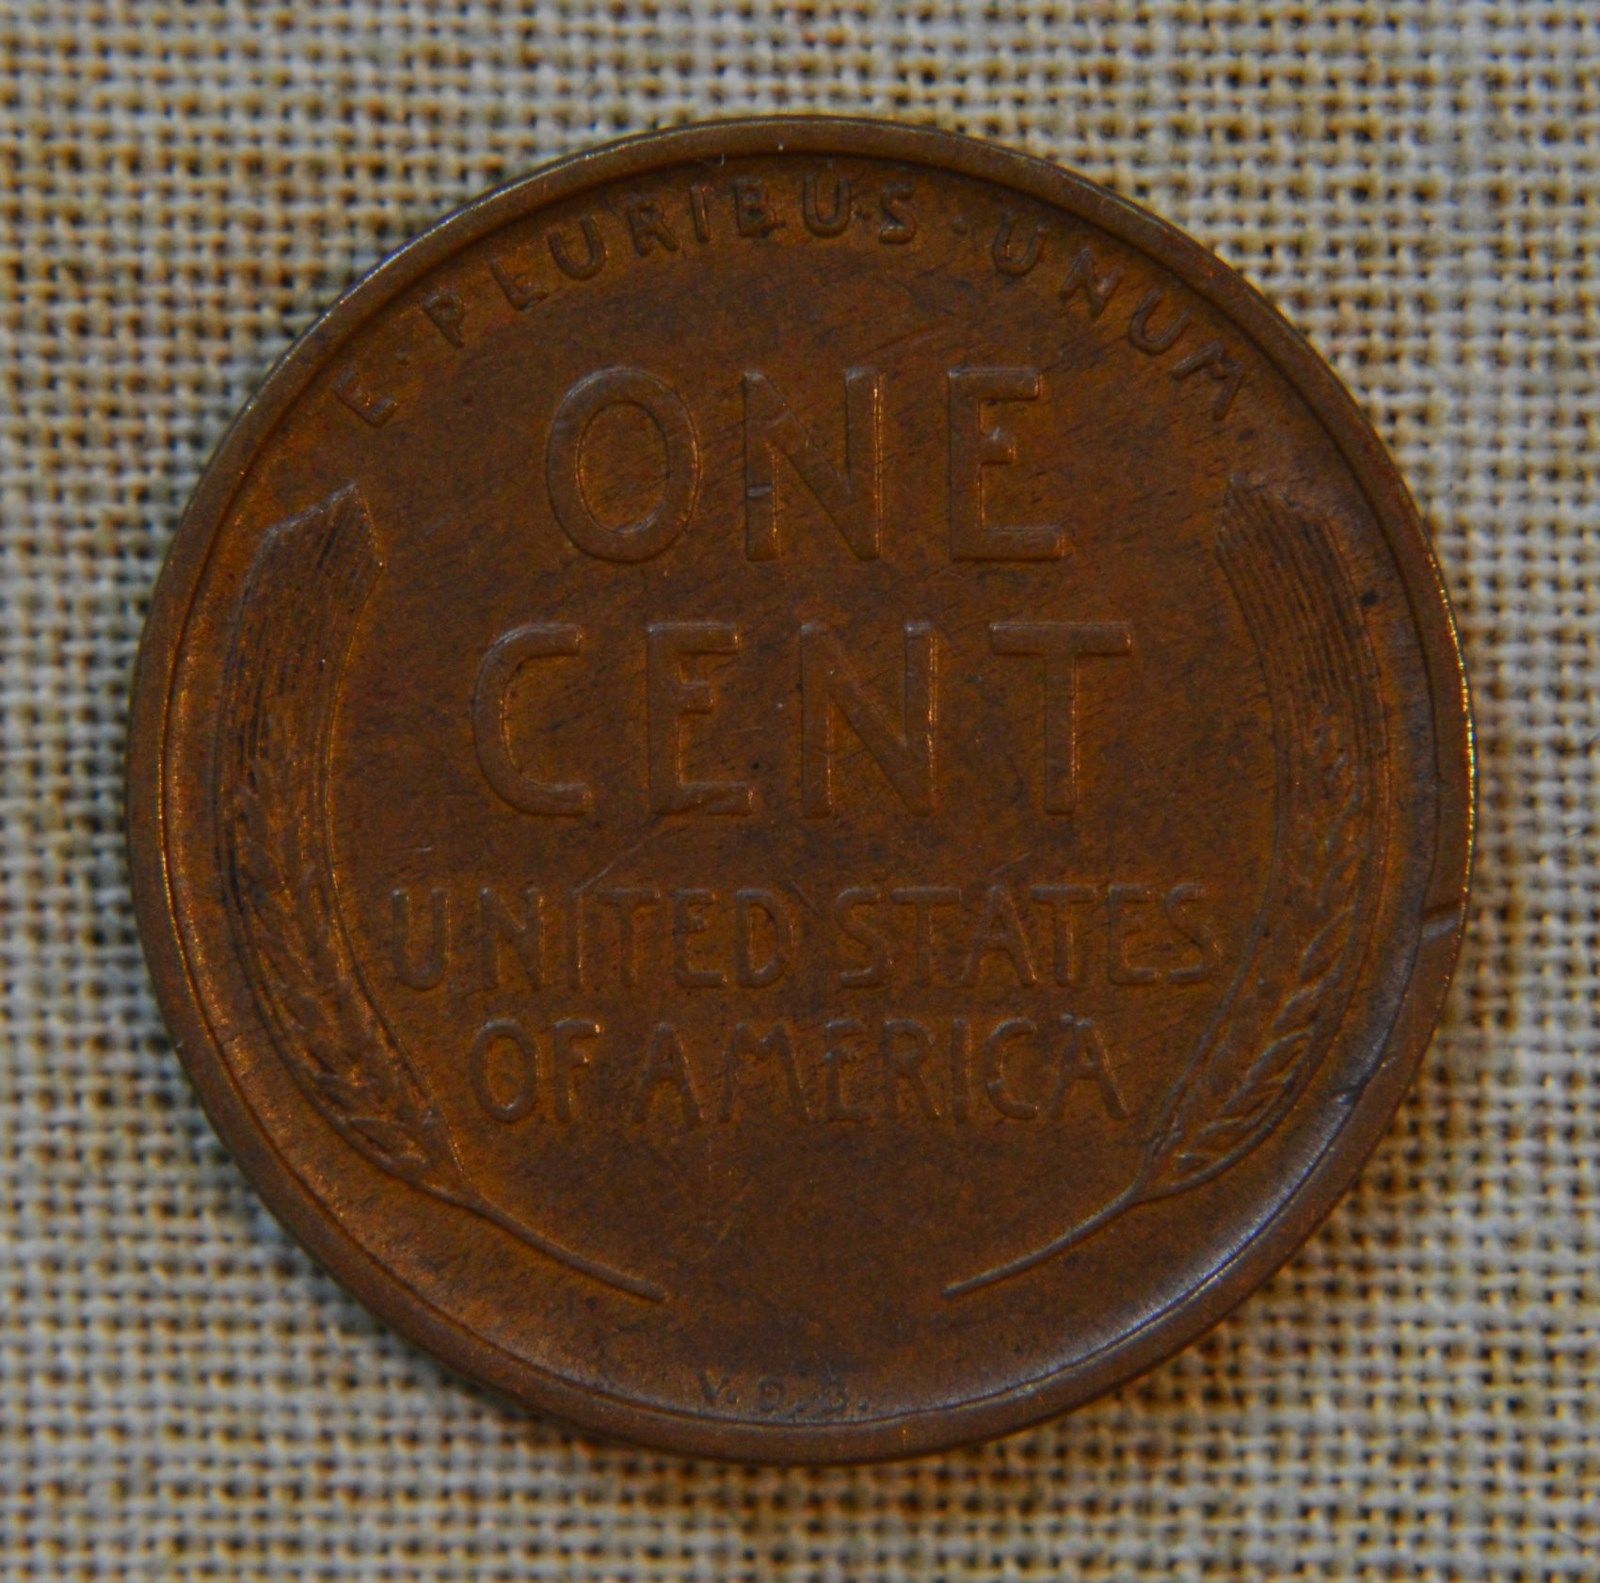 E · PLURIBUS · UNUM
ONE
CENT
UNITED STATES
OF AMERICA
V. D. B.